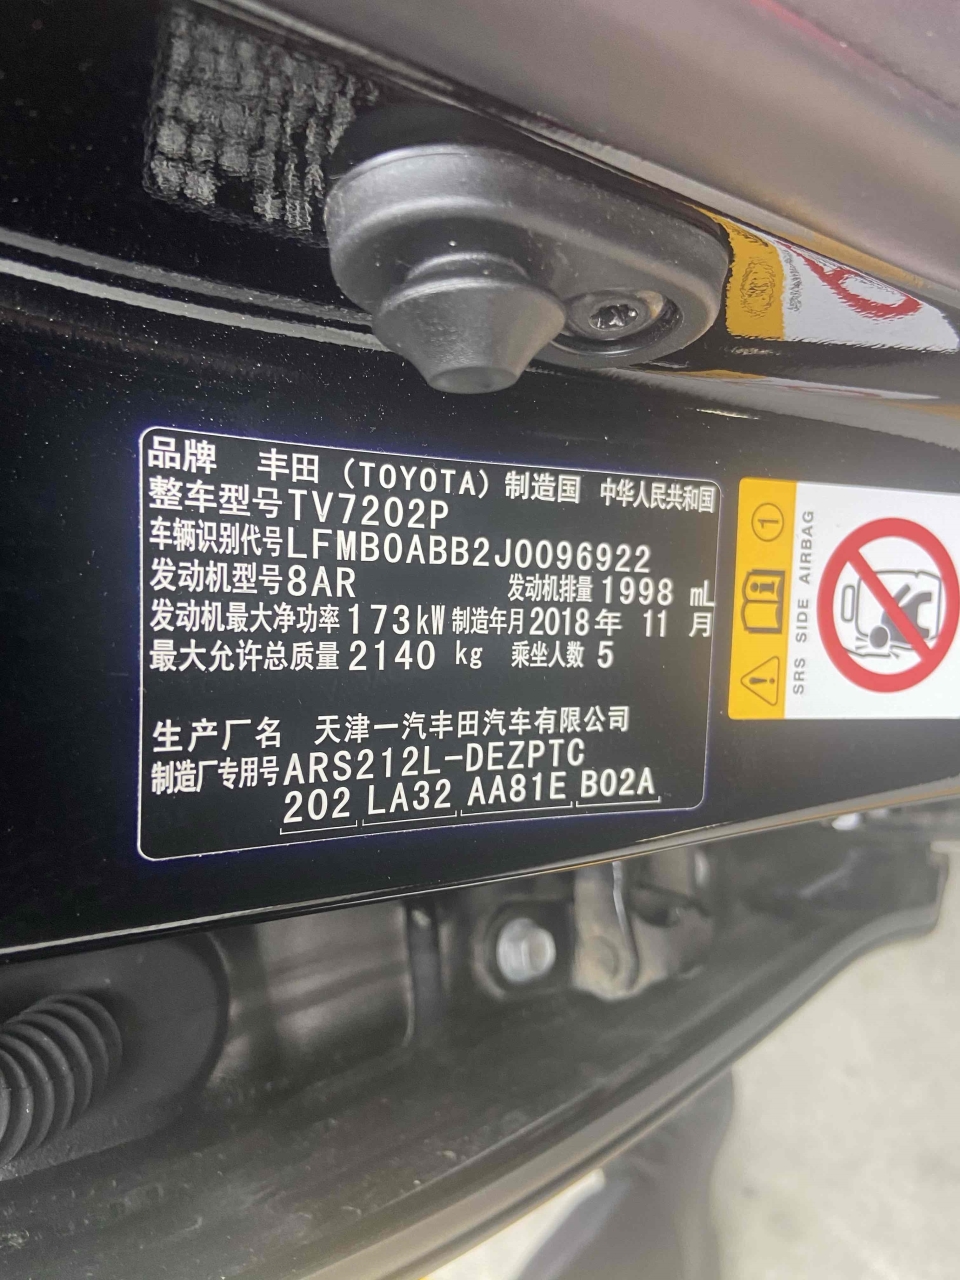 品牌 丰田（TOYOTA）制造国 中华人民共和国
整车型号TV7202P
车辆识别代号LFMB0ABB2J0096922
发动机型号8AR 发动机排量1998 mL
发动机最大净功率173kW 制造年月2018年 11 月
最大允许总质量2140 kg 乘坐人数 5
生产厂名 天津一汽丰田汽车有限公司
制造厂专用号ARS212L-DEZPTC
202 LA32 AA81E B02A
1
SRS SIDE AIRBAG